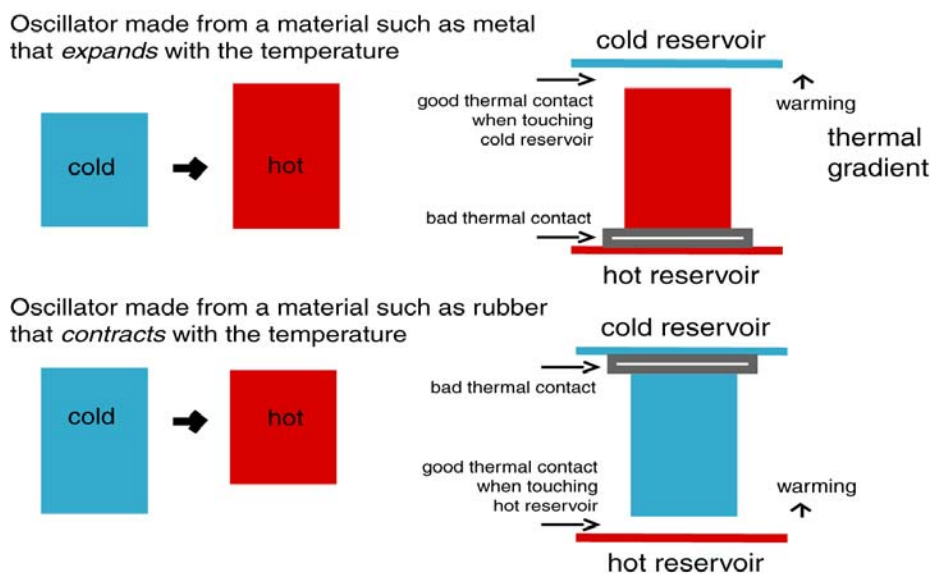 Oscillator made from a material such as metal
that expands with the temperature
cold
hot
cold reservoir
good thermal contact
when touching
cold reservoir
warming
thermal
gradient
bad thermal contact
hot reservoir
Oscillator made from a material such as rubber
that contracts with the temperature
cold
hot
cold reservoir
bad thermal contact
good thermal contact
when touching
hot reservoir
warming
hot reservoir